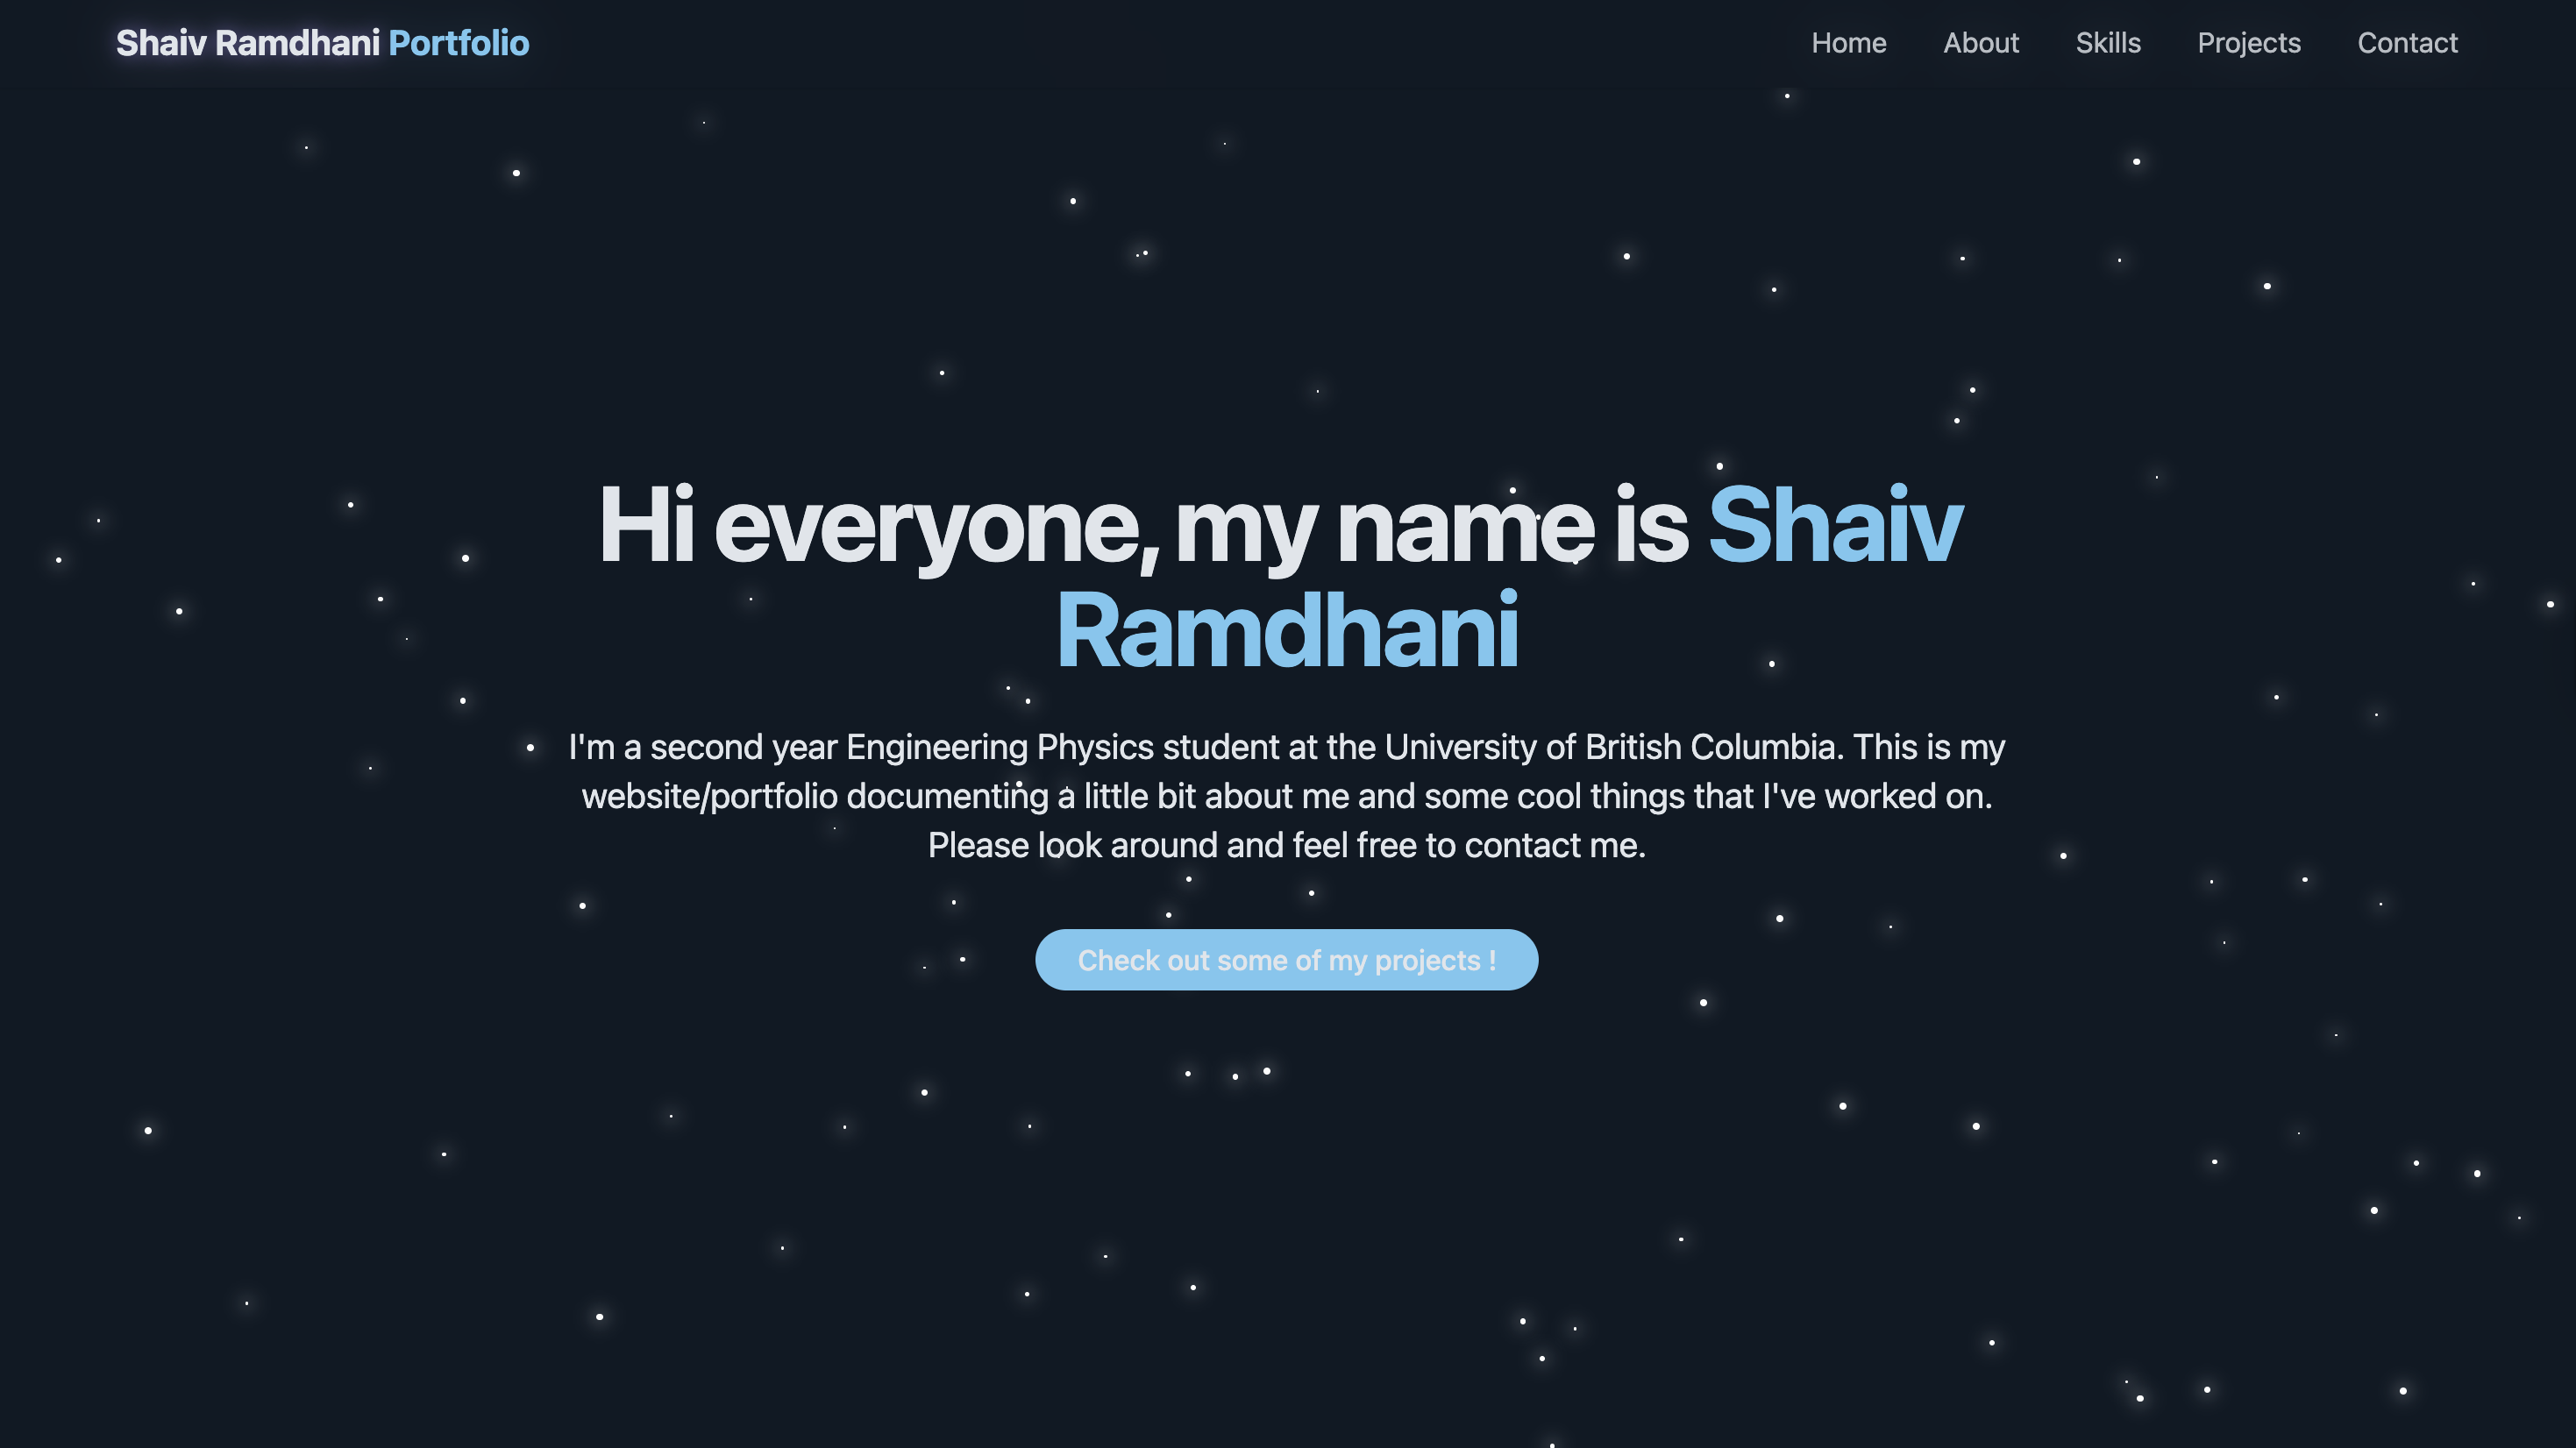 Shaiv Ramdhani Portfolio
Home About Skills Projects Contact
Hi everyone, my name is Shaiv
Ramdhani
I'm a second year Engineering Physics student at the University of British Columbia. This is my
website/portfolio documenting a little bit about me and some cool things that I've worked on.
Please look around and feel free to contact me.
Check out some of my projects !